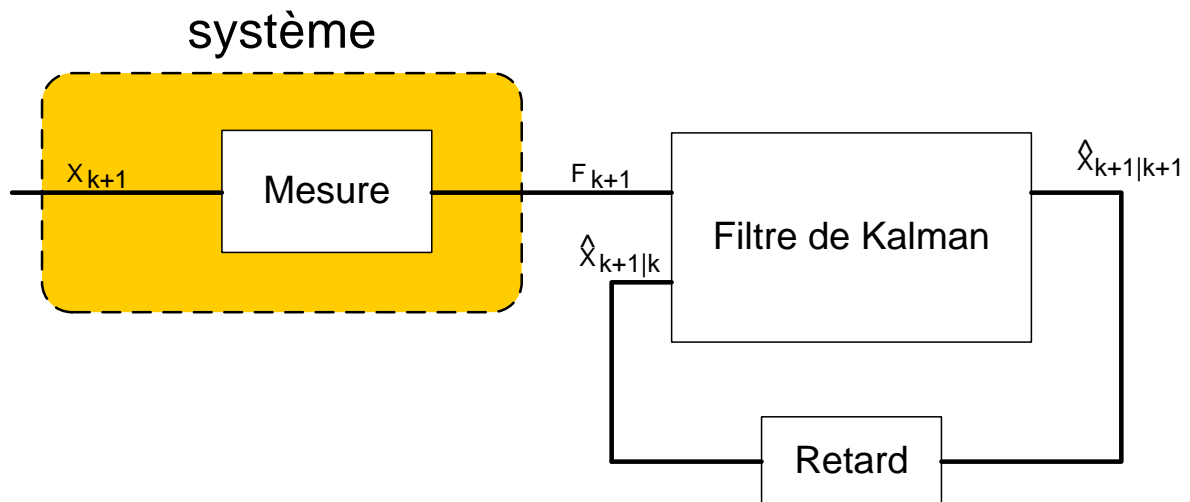 système
X k+1
Mesure
F k+1
X̂ k+1|k
Filtre de Kalman
X̂ k+1|k+1
Retard